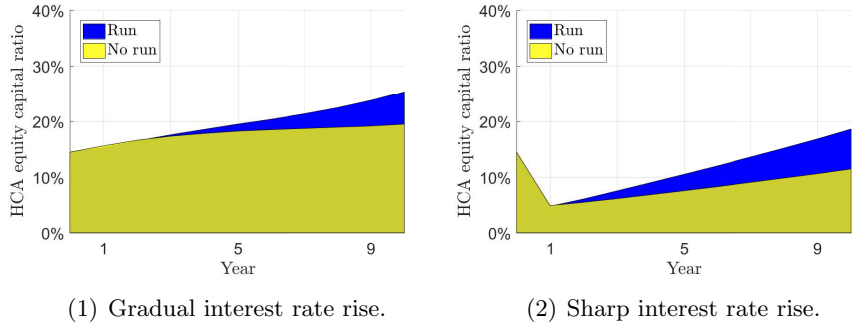 40%
30%
20%
10%
0%
HCA equity capital ratio
Run
No run
1
5
9
Year
(1) Gradual interest rate rise.
40%
30%
20%
10%
0%
HCA equity capital ratio
Run
No run
1
5
9
Year
(2) Sharp interest rate rise.